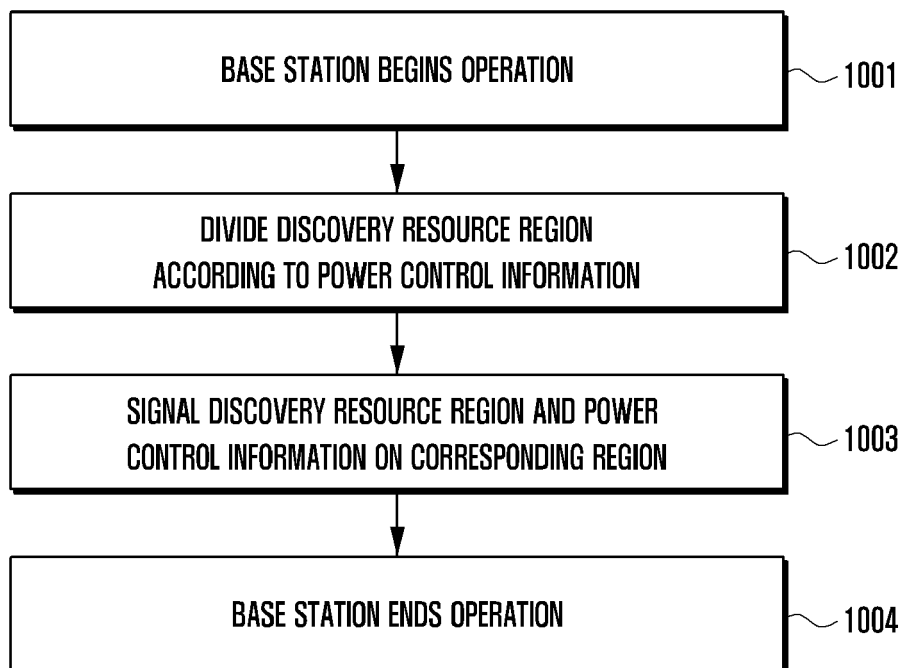 BASE STATION BEGINS OPERATION
1001
DIVIDE DISCOVERY RESOURCE REGION
ACCORDING TO POWER CONTROL INFORMATION
1002
SIGNAL DISCOVERY RESOURCE REGION AND POWER
CONTROL INFORMATION ON CORRESPONDING REGION
1003
BASE STATION ENDS OPERATION
1004